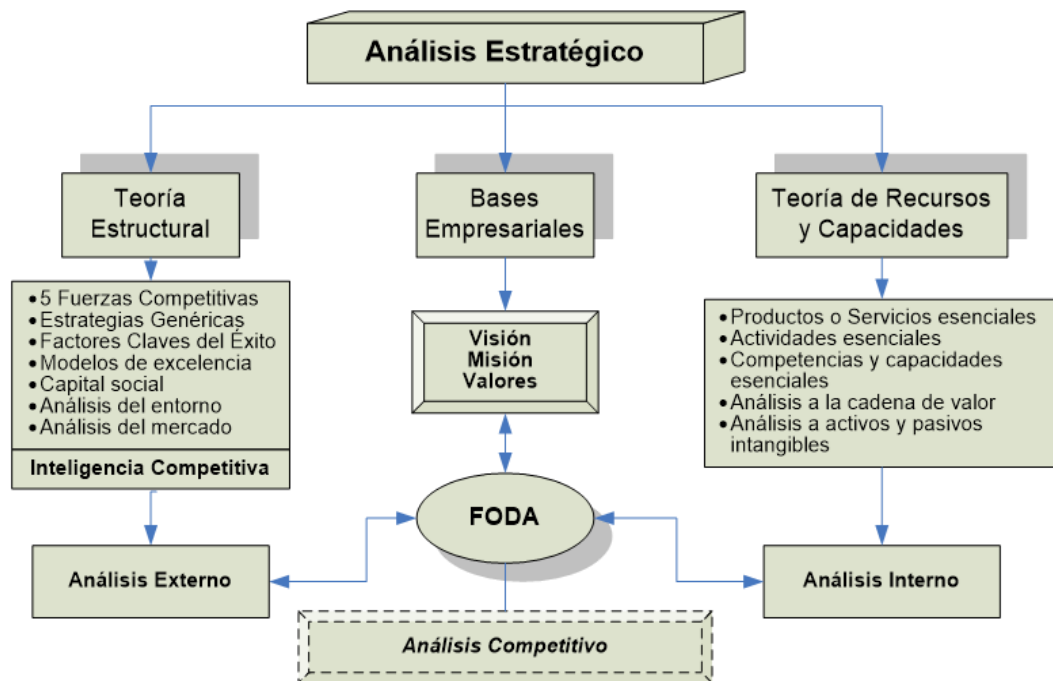 Análisis Estratégico
Teoría
Estructural
Bases
Empresariales
Teoría de Recursos
y Capacidades
•5 Fuerzas Competitivas
•Estrategias Genéricas
•Factores Claves del Éxito
•Modelos de excelencia
•Capital social
•Análisis del entorno
•Análisis del mercado
Inteligencia Competitiva
Visión
Misión
Valores
•Productos o Servicios esenciales
•Actividades esenciales
•Competencias y capacidades
esenciales
•Análisis a la cadena de valor
•Análisis a activos y pasivos
intangibles
FODA
Análisis Externo
Análisis Interno
Análisis Competitivo